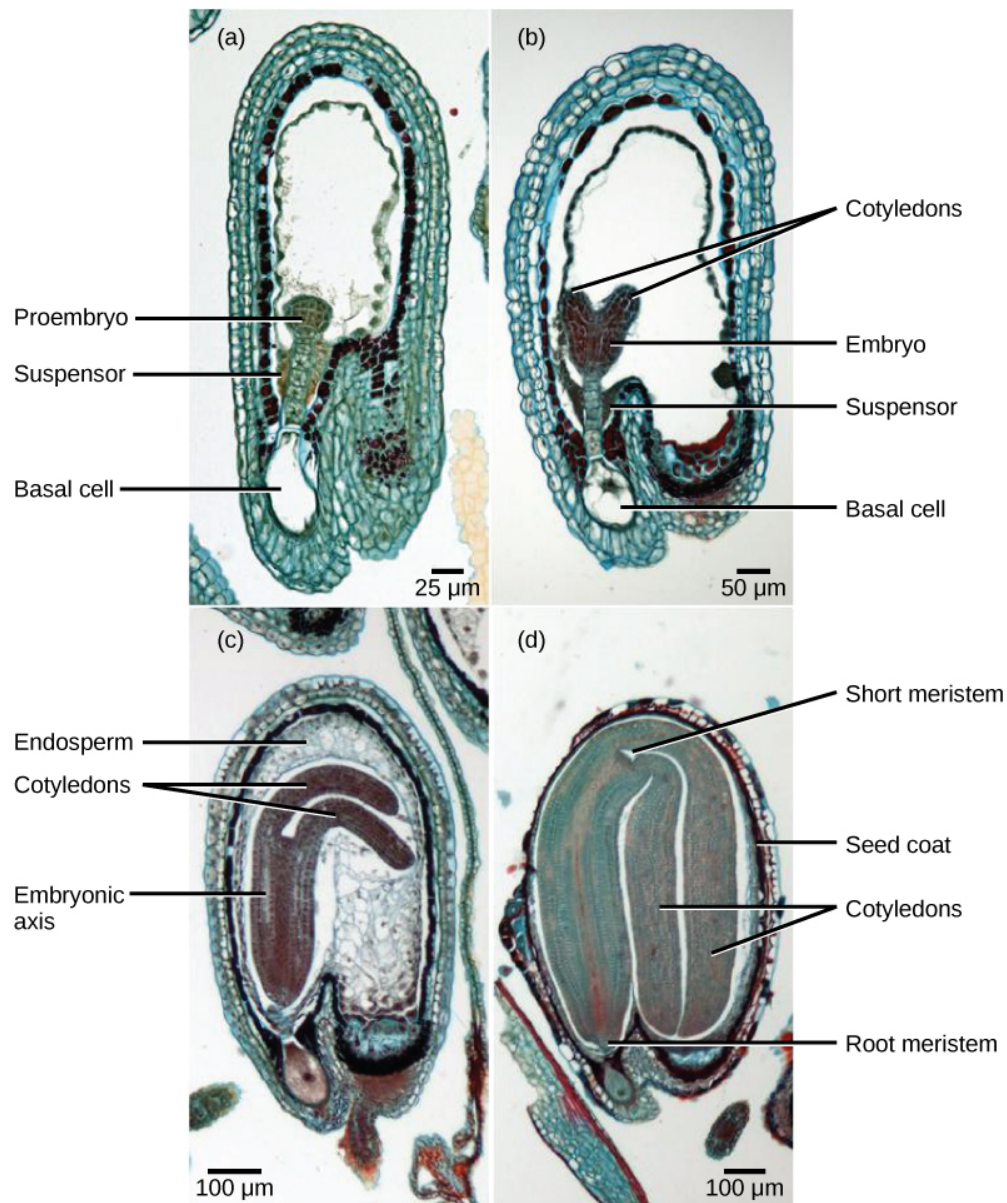 (a)
Proembryo
Suspensor
Basal cell
25 μm
(b)
Cotyledons
Embryo
Suspensor
Basal cell
50 μm
(c)
Endosperm
Cotyledons
Embryonic
axis
100 μm
(d)
Short meristem
Seed coat
Cotyledons
Root meristem
100 μm